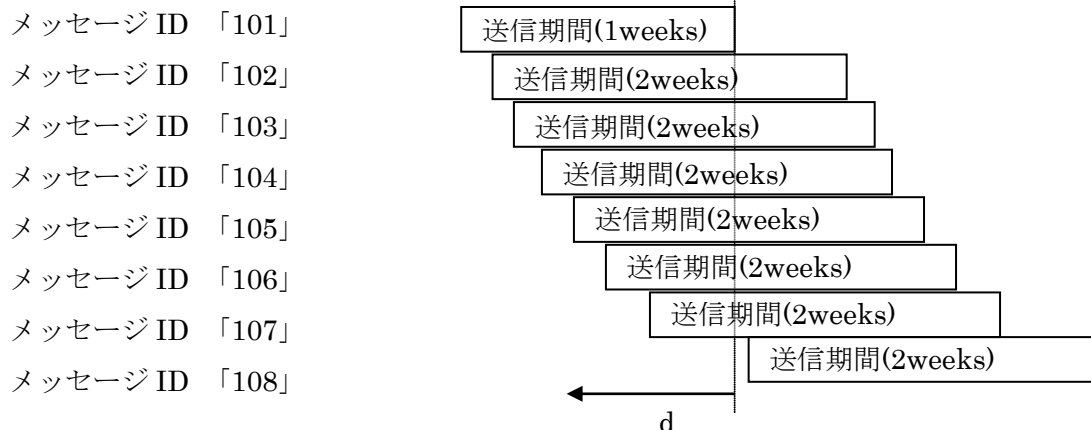 メッセージ ID 「101」 送信期間(1weeks)
メッセージ ID 「102」 送信期間(2weeks)
メッセージ ID 「103」 送信期間(2weeks)
メッセージ ID 「104」 送信期間(2weeks)
メッセージ ID 「105」 送信期間(2weeks)
メッセージ ID 「106」 送信期間(2weeks)
メッセージ ID 「107」 送信期間(2weeks)
メッセージ ID 「108」 送信期間(2weeks)
d